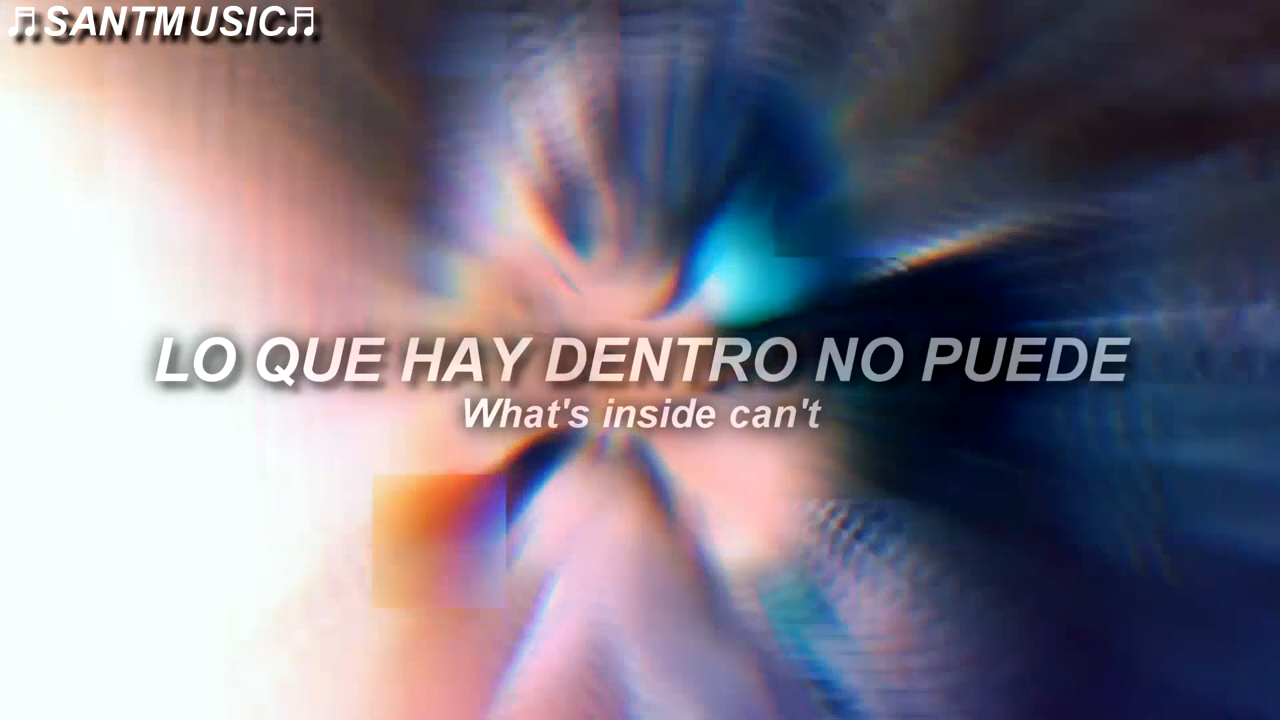 ♬SANTMUSIC♬
LO QUE HAY DENTRO NO PUEDE
What's inside can't